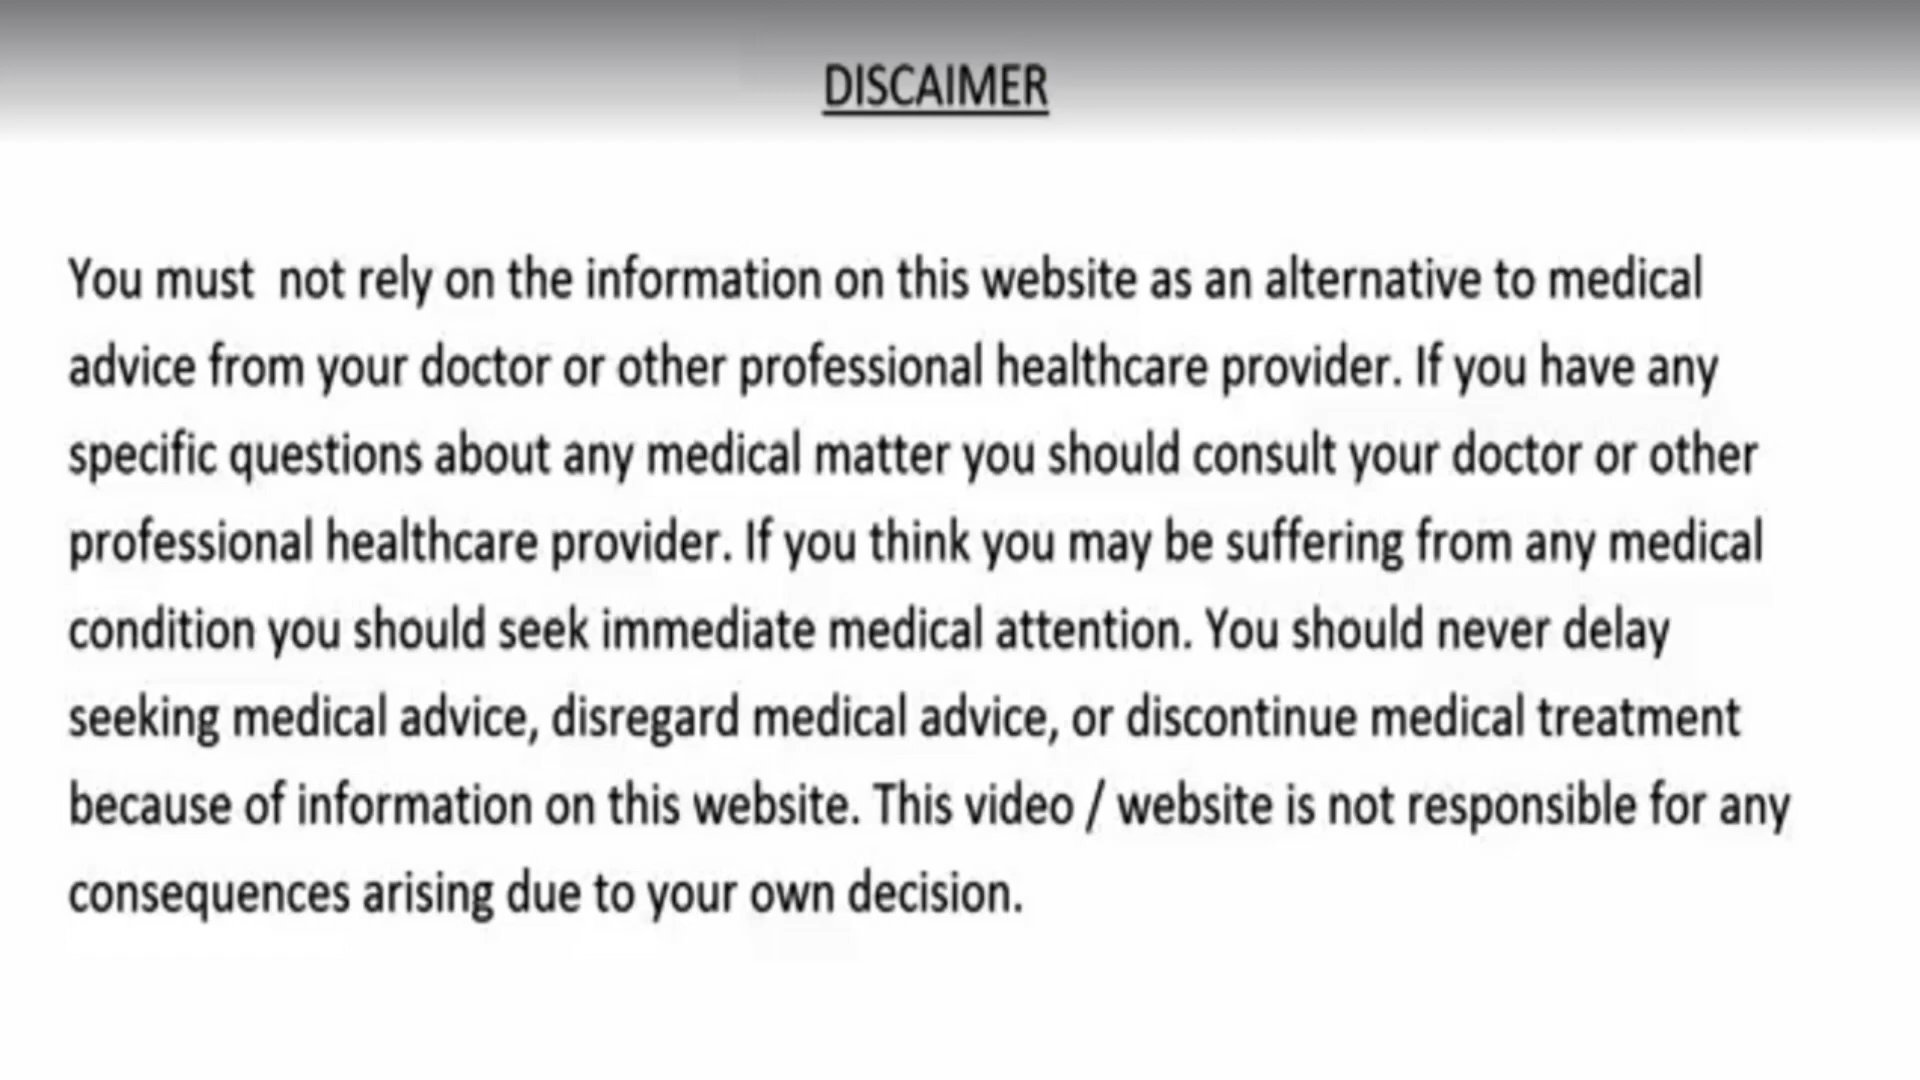 DISCAIMER
You must  not rely on the information on this website as an alternative to medical
advice from your doctor or other professional healthcare provider. If you have any
specific questions about any medical matter you should consult your doctor or other
professional healthcare provider. If you think you may be suffering from any medical
condition you should seek immediate medical attention. You should never delay
seeking medical advice, disregard medical advice, or discontinue medical treatment
because of information on this website. This video / website is not responsible for any
consequences arising due to your own decision.